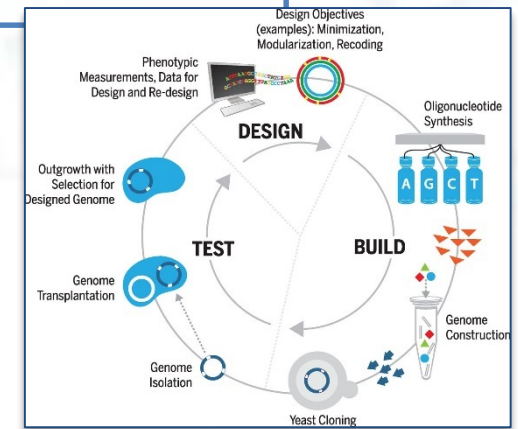 Design Objectives
(examples): Minimization,
Modularization, Recoding
Phenotypic
Measurements, Data for
Design and Re-design
DESIGN
Oligonucleotide
Synthesis
A G C T
Outgrowth with
Selection for
Designed Genome
TEST
BUILD
Genome
Transplantation
Genome
Construction
Genome
Isolation
Yeast Cloning